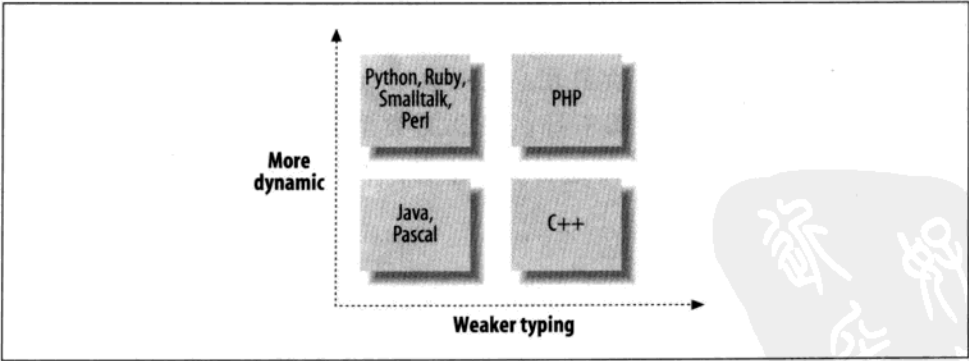 Python, Ruby,
Smalltalk,
Perl
PHP
More
dynamic
Java,
Pascal
C++
Weaker typing